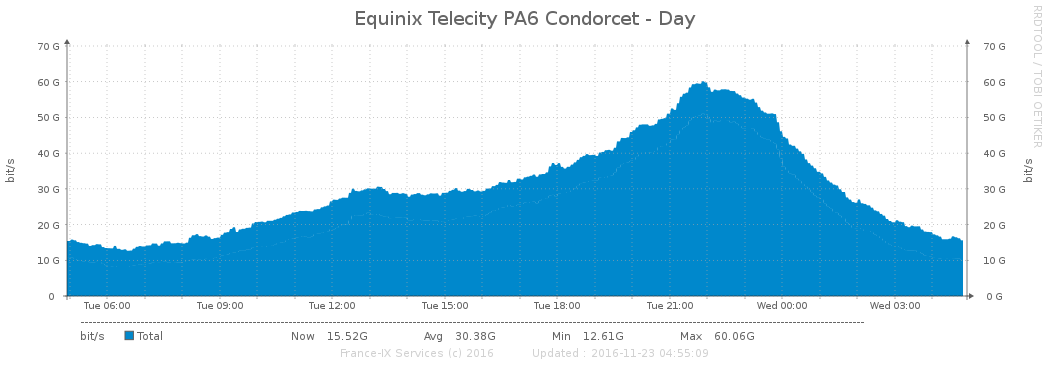 Equinix Telecity PA6 Condorcet - Day
RRDTOOL / TOBI OETIKER
bit/s
70 G 70 G
60 G 60 G
50 G 50 G
40 G 40 G
30 G 30 G
20 G 20 G
10 G 10 G
0 0 G
bit/s
Tue 06:00 Tue 09:00 Tue 12:00 Tue 15:00 Tue 18:00 Tue 21:00 Wed 00:00 Wed 03:00
bit/s Total Now 15.52G Avg 30.38G Min 12.61G Max 60.06G
France-IX Services (c) 2016 Updated : 2016-11-23 04:55:09